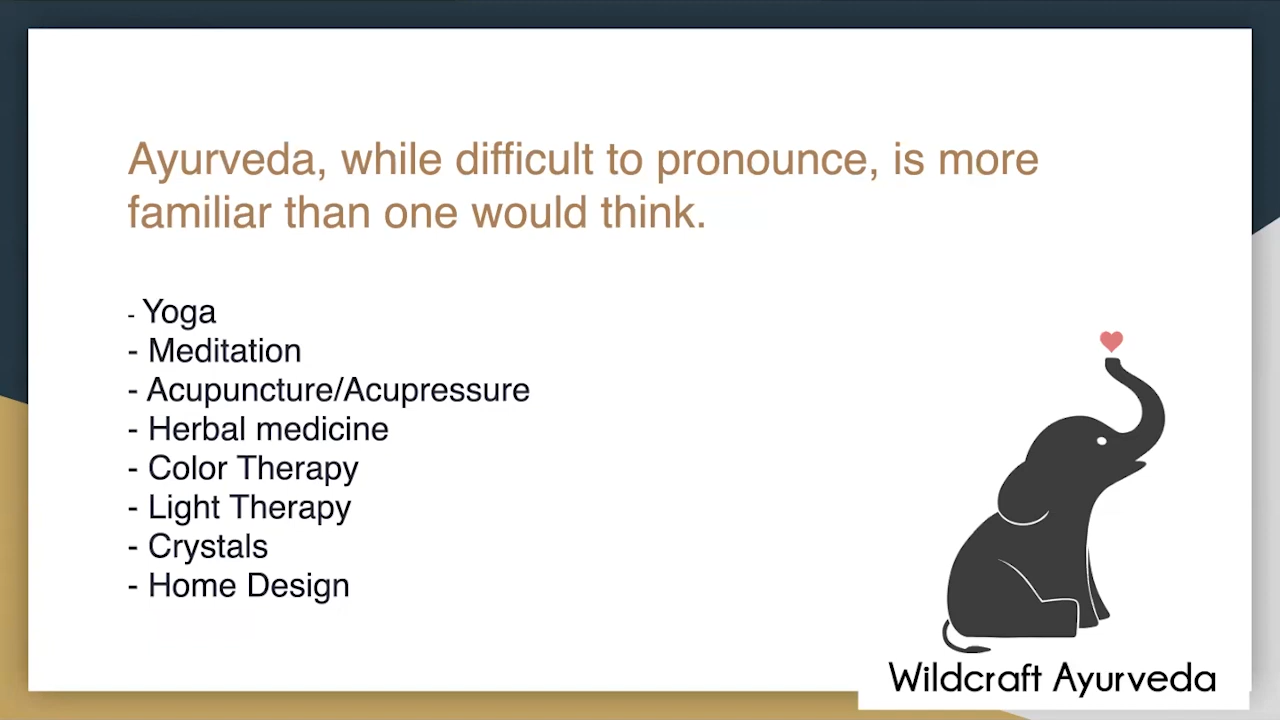 Ayurveda, while difficult to pronounce, is more
familiar than one would think.
- Yoga
- Meditation
- Acupuncture/Acupressure
- Herbal medicine
- Color Therapy
- Light Therapy
- Crystals
- Home Design
Wildcraft Ayurveda